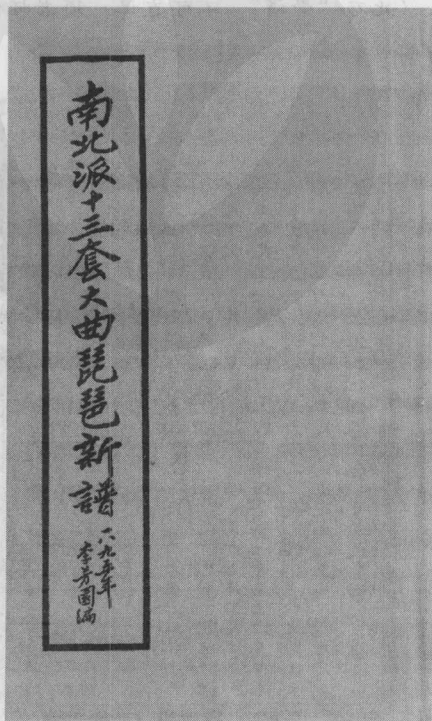 南北派十三套大曲琵琶新譜
一八九五年
李芳園編